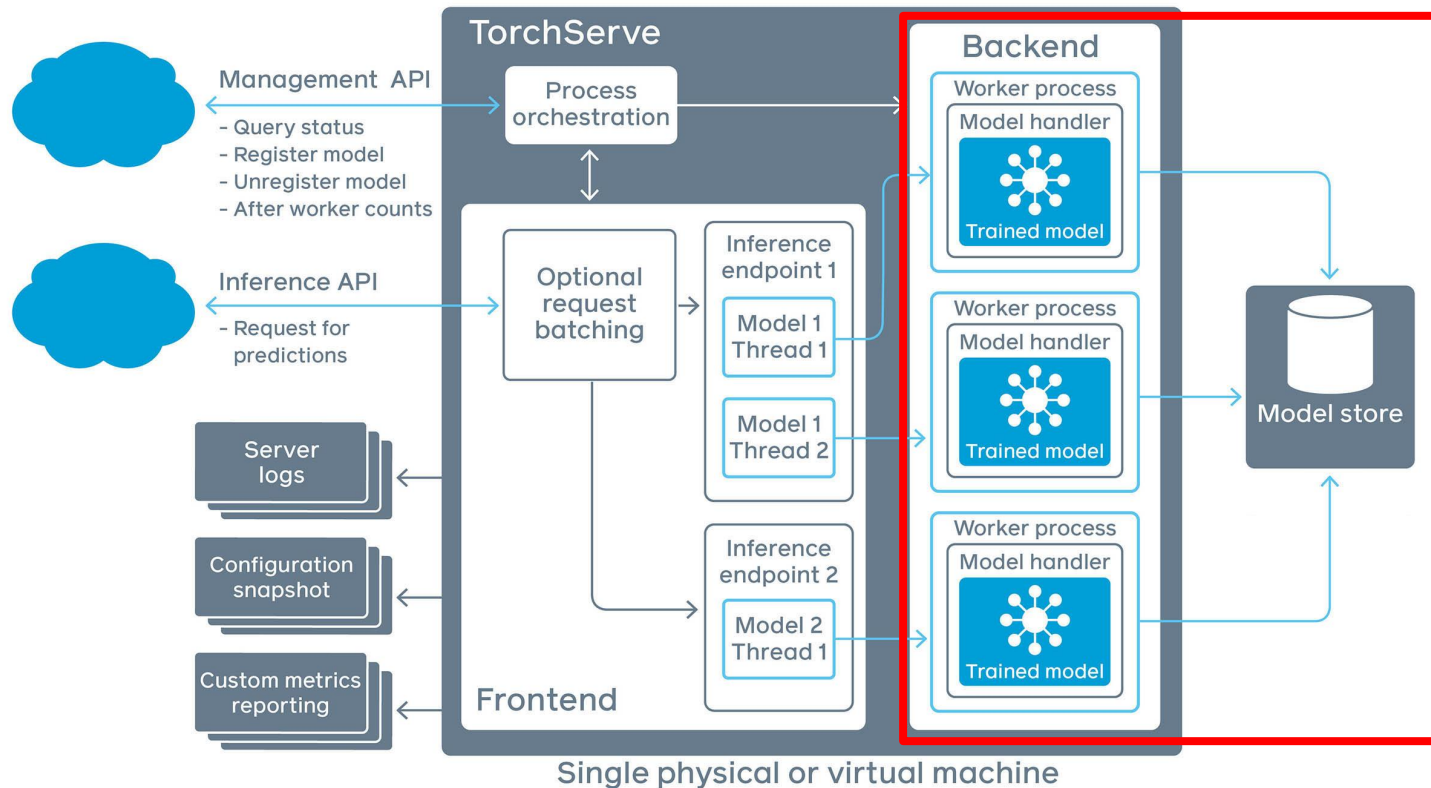 TorchServe
Backend
Management API
- Query status
- Register model
- Unregister model
- After worker counts
Process
orchestration
Inference API
- Request for
predictions
Optional
request
batching
Inference
endpoint 1
Model 1
Thread 1
Model 1
Thread 2
Inference
endpoint 2
Model 2
Thread 1
Frontend
Worker process
Model handler
Trained model
Worker process
Model handler
Trained model
Worker process
Model handler
Trained model
Model store
Server
logs
Configuration
snapshot
Custom metrics
reporting
Single physical or virtual machine